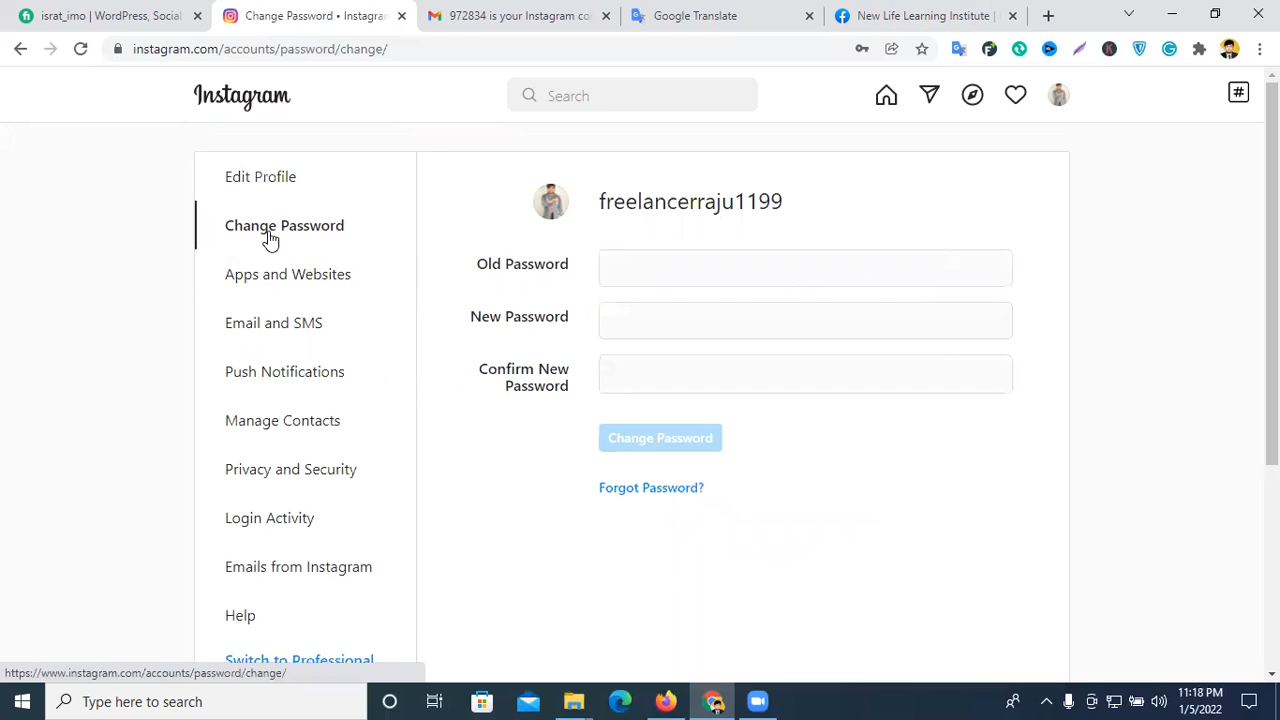 israt_imo | WordPress Social
Change Password • Instagram
972834 is your Instagram co
Google Trans
New Life Learning Institute |
instagram.com/accounts/password/change/
Instagram
Search
#
Edit Profile
Change Password
Apps and Websites
Email and SMS
Push Notifications
Manage Contacts
Privacy and Security
Login Activity
Emails from Instagram
Help
Switch to Professional
freelancerraju1199
Old Password
New Password
Confirm New
Password
Change Password
Forgot Password?
https://www.instagram.com/accounts/password/change/
Type here to search
11:18 PM
1/5/2022